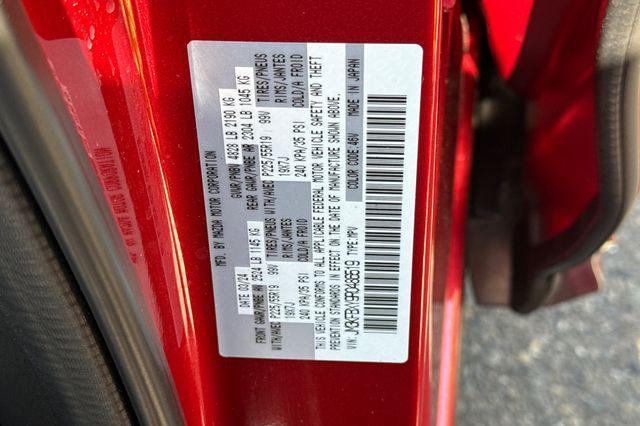 MFD. BY MAZDA MOTOR CORPORATION
DATE 03/24 GVWR/PNBV 4828 LB 2190 KG
FRONT GAWR/PNBE AV 2524 LB 1145 KG REAR GAWR/PNBE AR 2304 LB 1045 KG
WITH/AVEC P225/55R19 99V TIRES/PNEUS WITH/AVEC P225/55R19 99V TIRES/PNEUS
19X7J RIMS/JANTES 19X7J RIMS/JANTES
240 KPA/35 PSI COLD/A FROID 240 KPA/35 PSI COLD/A FROID
THIS VEHICLE CONFORMS TO ALL APPLICABLE FEDERAL MOTOR VEHICLE SAFETY AND THEFT
PREVENTION STANDARDS IN EFFECT ON THE DATE OF MANUFACTURE SHOWN ABOVE.
VIN: TYPE: MPV COLOR CODE: 46V MADE IN JAPAN